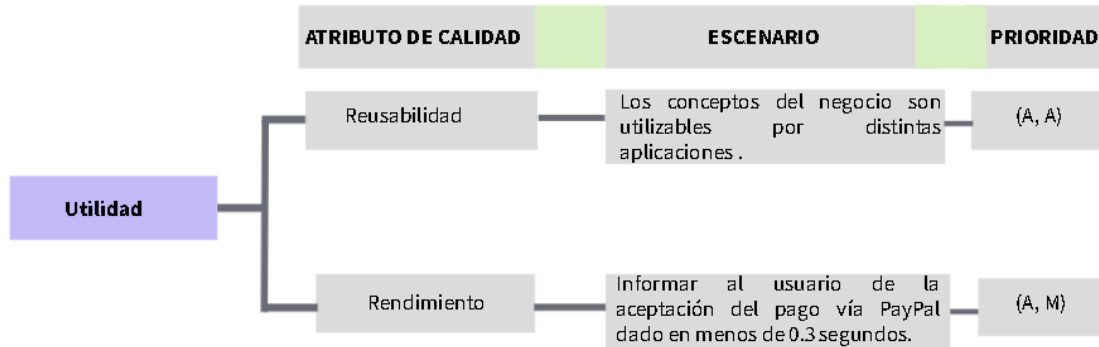 ATRIBUTO DE CALIDAD ESCENARIO PRIORIDAD
Reusabilidad
Los conceptos del negocio son
utilizables por distintas
aplicaciones .
(A, A)
Utilidad
Rendimiento
Informar al usuario de la
aceptación del pago vía PayPal
dado en menos de 0.3 segundos.
(A, M)